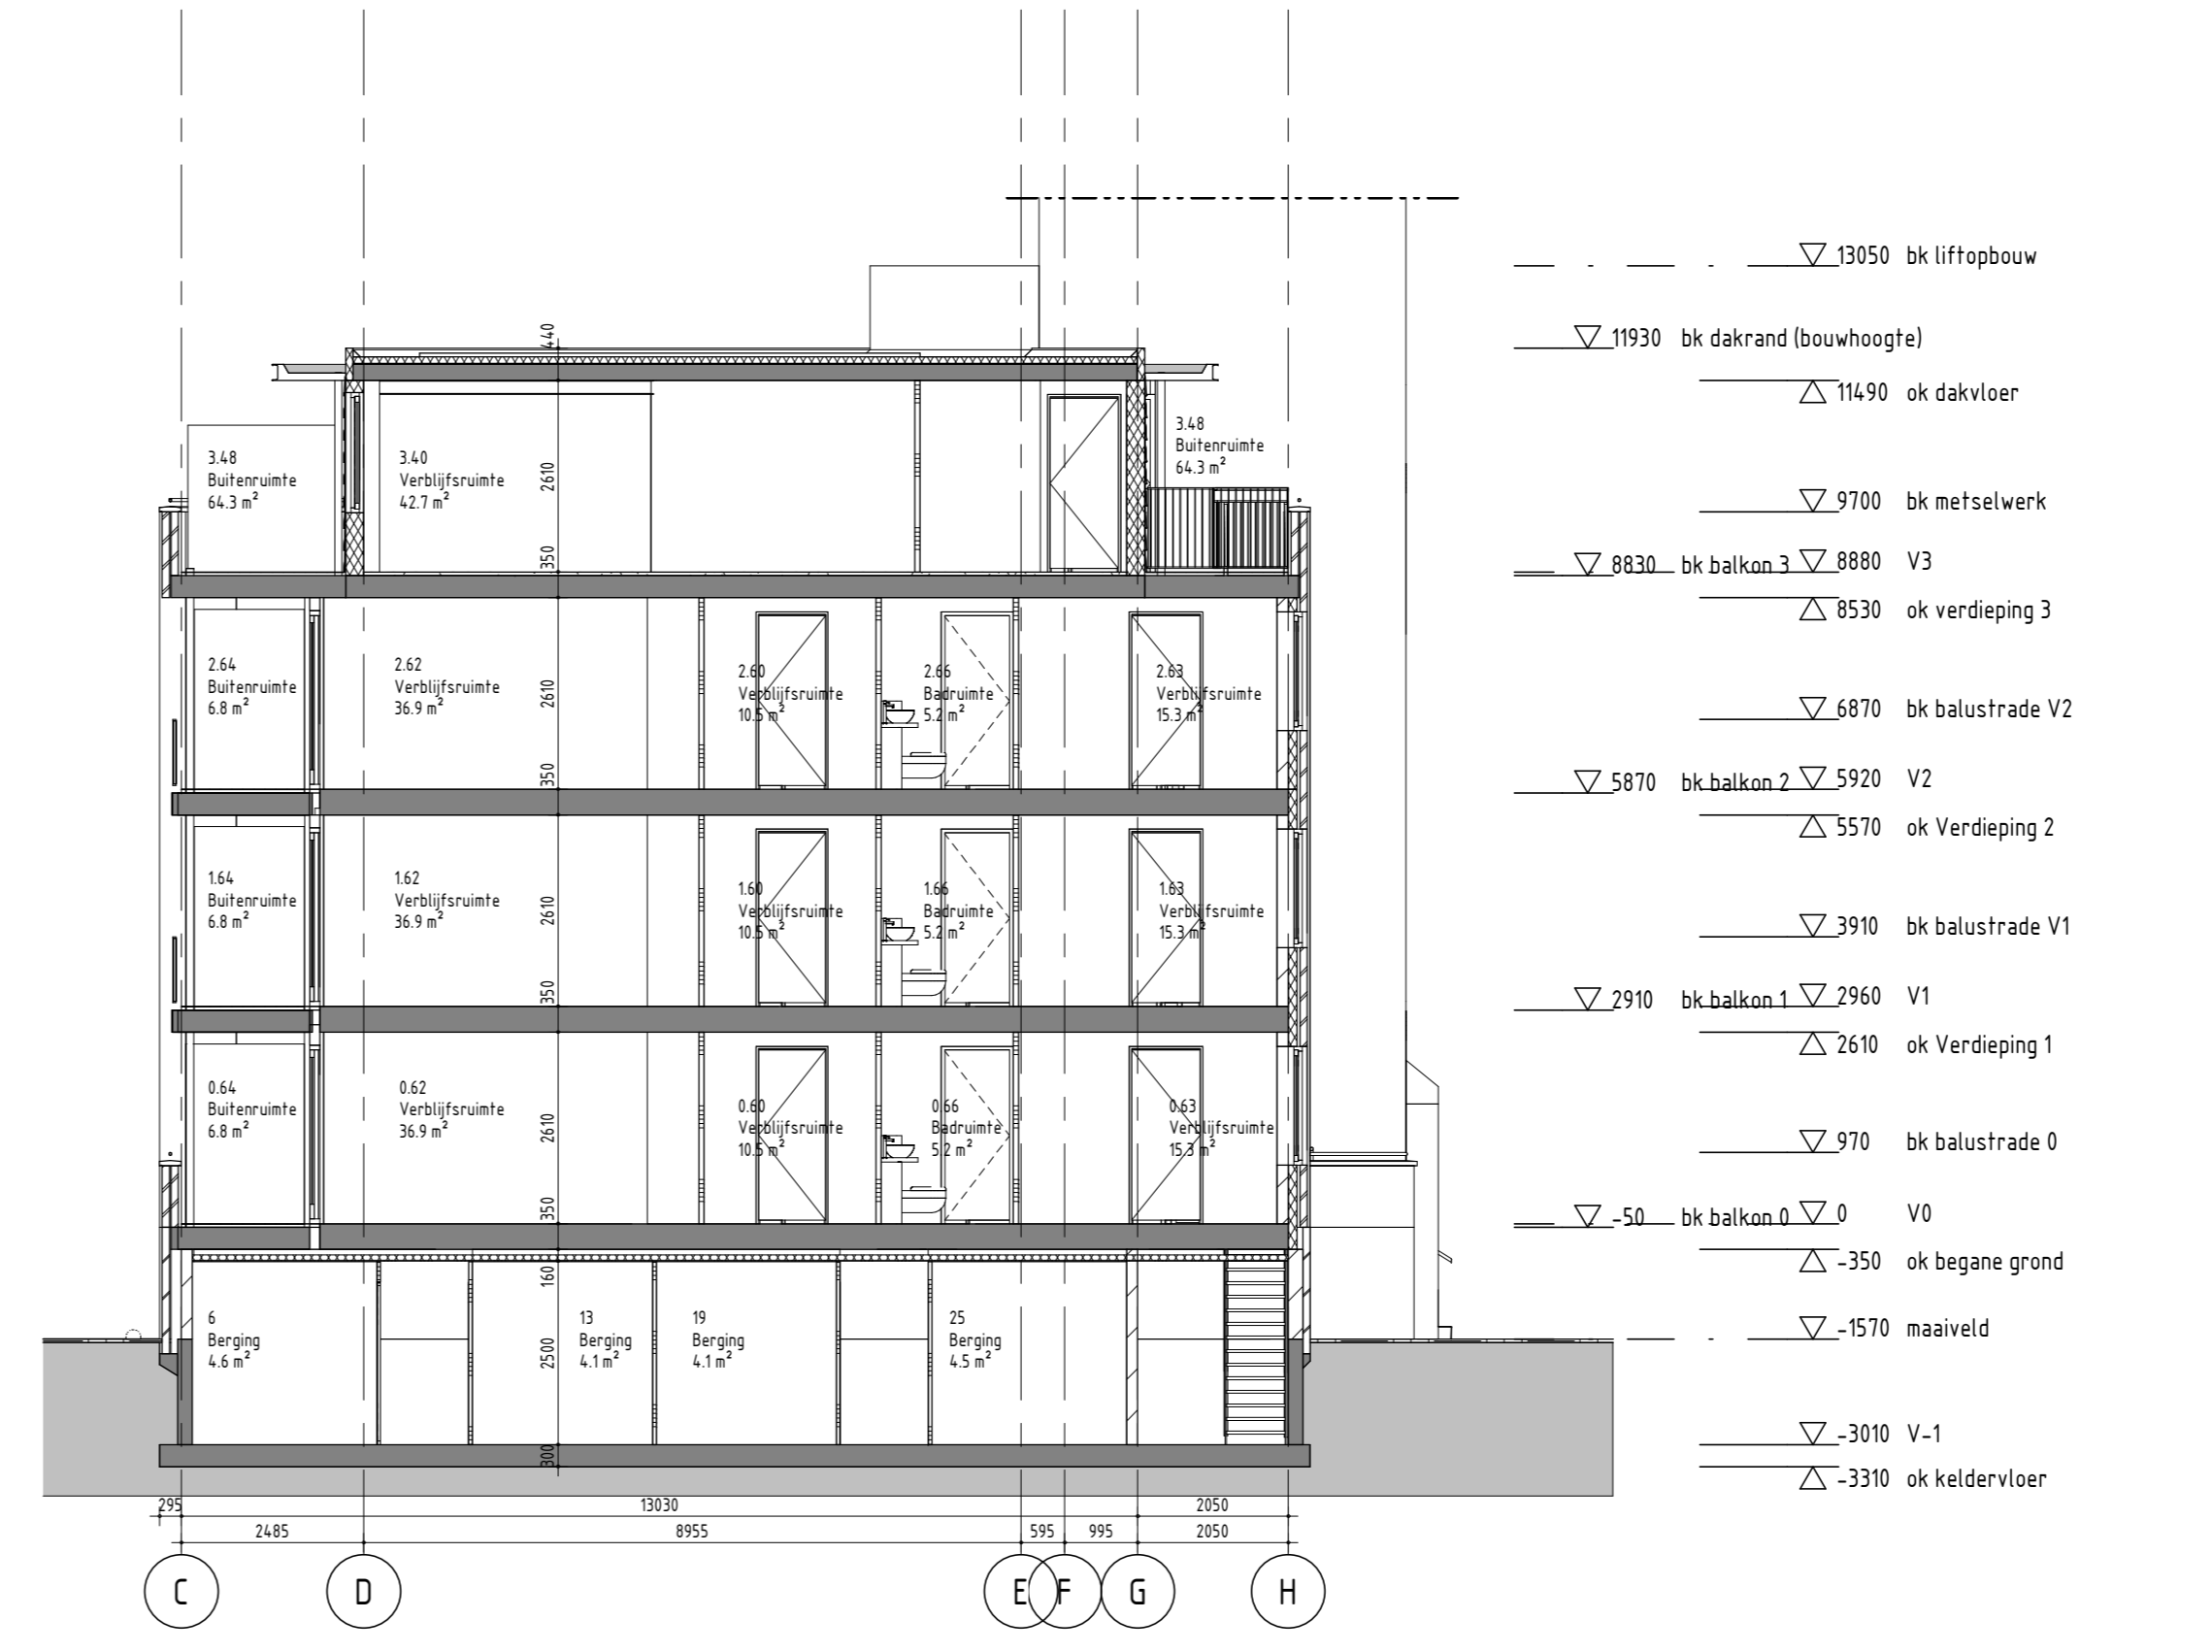 13050 bk liftopbouw
11930 bk dakrand (bouwhoogte)
440
11490 ok dakvloer
3.48
Buitenruimte
64.3 m²
3.40
Verblijfsruimte
42.7 m²
2610
3.48
Buitenruimte
64.3 m²
9700 bk metselwerk
350
8830 bk balkon 3
8880 V3
8530 ok verdieping 3
2.64
Buitenruimte
6.8 m²
2.62
Verblijfsruimte
36.9 m²
2610
2.60
Verblijfsruimte
10.5 m²
2.66
Badruimte
5.2 m²
2.63
Verblijfsruimte
15.3 m²
6870 bk balustrade V2
350
5870 bk balkon 2
5920 V2
5570 ok Verdieping 2
1.64
Buitenruimte
6.8 m²
1.62
Verblijfsruimte
36.9 m²
2610
1.60
Verblijfsruimte
10.5 m²
1.66
Badruimte
5.2 m²
1.63
Verblijfsruimte
15.3 m²
3910 bk balustrade V1
350
2910 bk balkon 1
2960 V1
2610 ok Verdieping 1
0.64
Buitenruimte
6.8 m²
0.62
Verblijfsruimte
36.9 m²
2610
0.60
Verblijfsruimte
10.5 m²
0.66
Badruimte
5.2 m²
0.63
Verblijfsruimte
15.3 m²
970 bk balustrade 0
350
-50 bk balkon 0
0 V0
-350 ok begane grond
160
6
Berging
4.6 m²
2500
13
Berging
4.1 m²
19
Berging
4.1 m²
25
Berging
4.5 m²
-1570 maaiveld
-3010 V-1
300
-3310 ok keldervloer
295 13030 2050
2485 8955 595 995 2050
C D E F G H